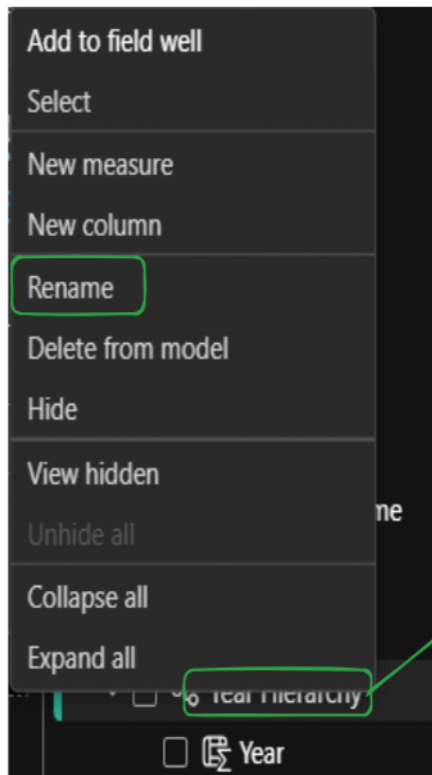 Add to field well
Select
New measure
New column
Rename
Delete from model
Hide
View hidden
me
Unhide all
Collapse all
Expand all
Year Hierarchy
Year